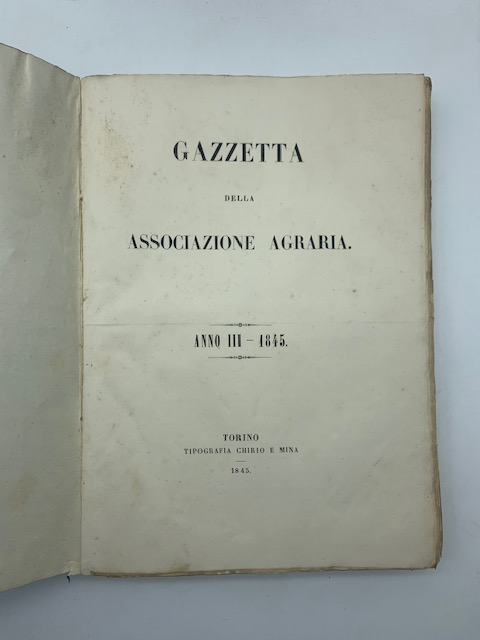 GAZZETTA
DELLA
ASSOCIAZIONE AGRARIA.
ANNO III – 1845.
TORINO
TIPOGRAFIA CHIRIO E MINA
1845.